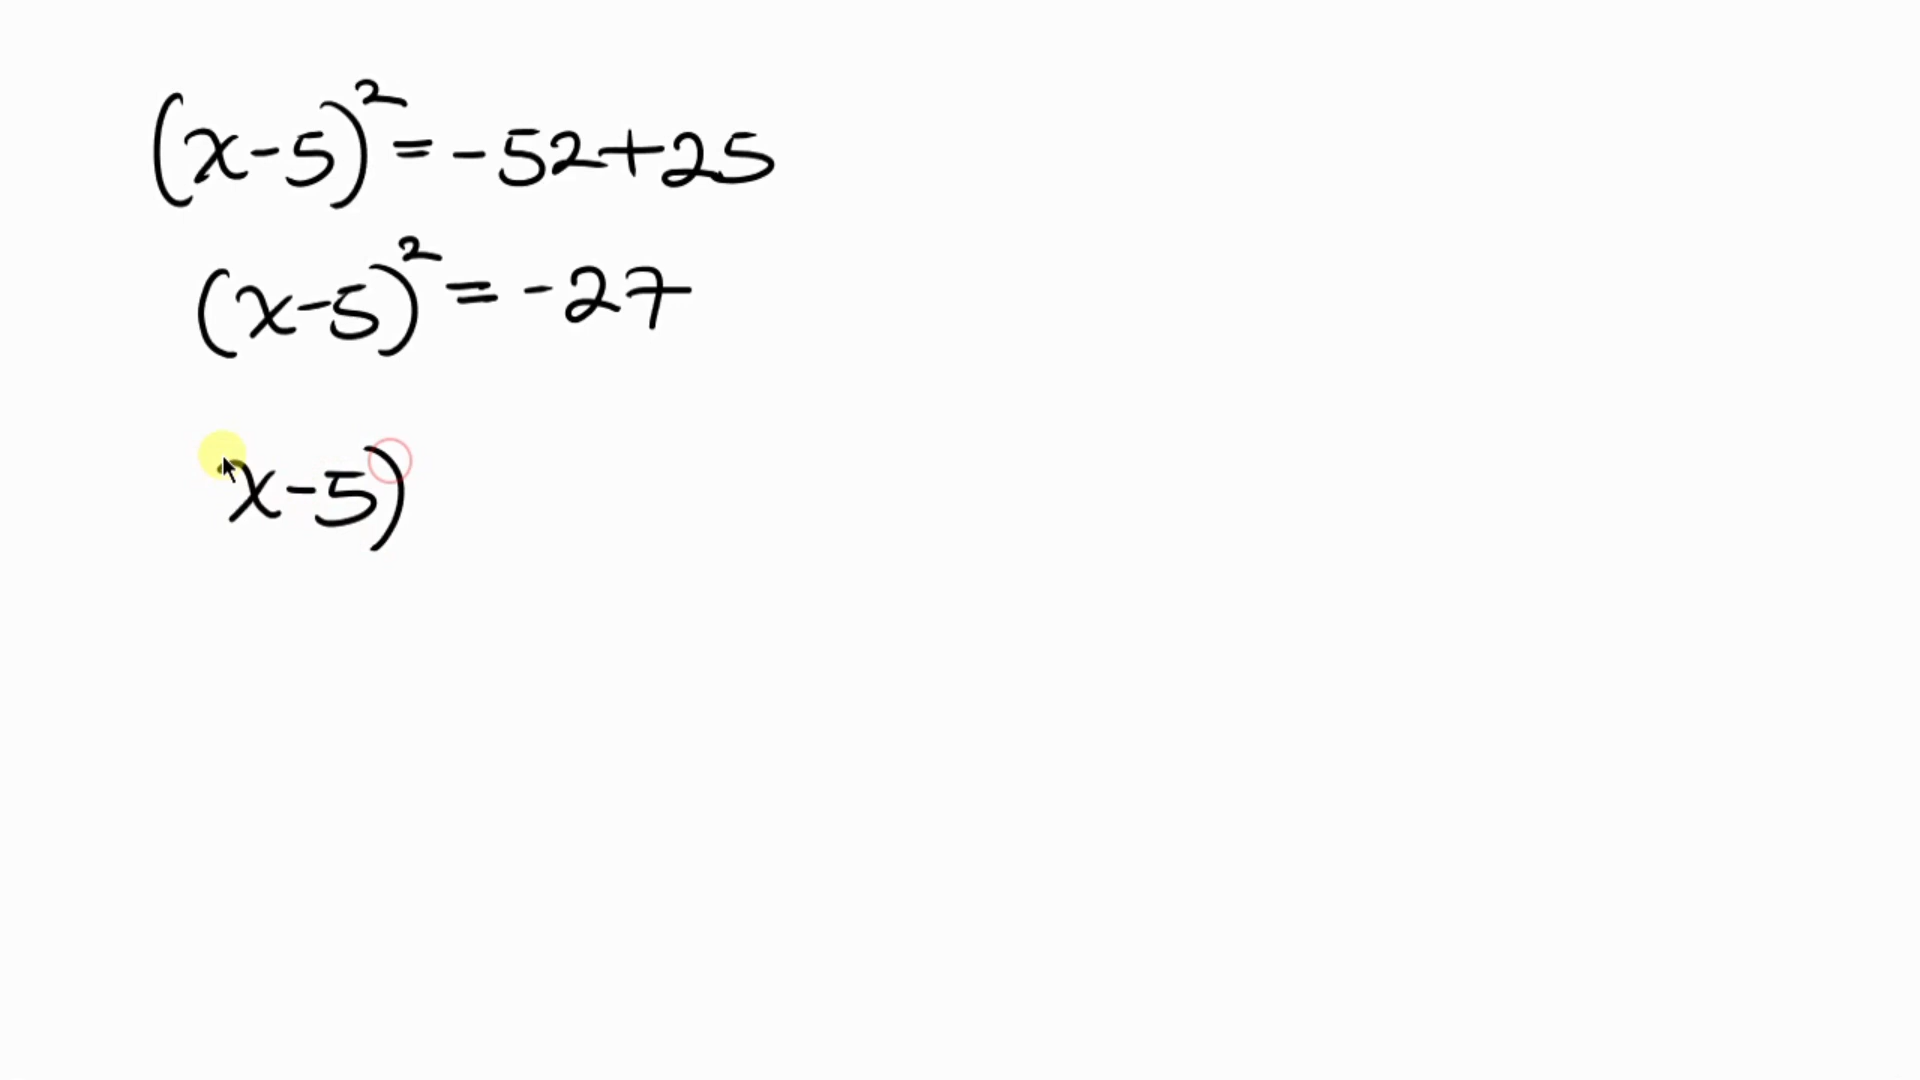 (x-5)² = -52+25
(x-5)² = -27
x-5)